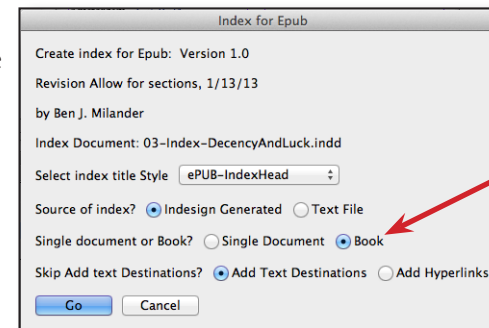 Index for Epub
Create index for Epub: Version 1.0
Revision Allow for sections, 1/13/13
by Ben J. Milander
Index Document: 03-Index-DecencyAndLuck.indd
Select index title Style ePUB-IndexHead
Source of index? Indesign Generated Text File
Single document or Book? Single Document Book
Skip Add text Destinations? Add Text Destinations Add Hyperlinks
Go Cancel